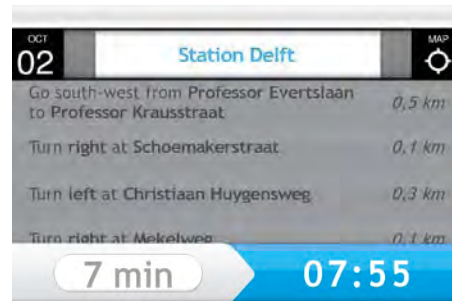 OCT
02
Station Delft
MAP
Go south-west from Professor Evertslaan
to Professor Krausstraat
0,5 km
Turn right at Schoemakerstraat
0,1 km
Turn left at Christiaan Huygensweg
0,3 km
Turn right at Mekelweg
0,1 km
7 min
07:55